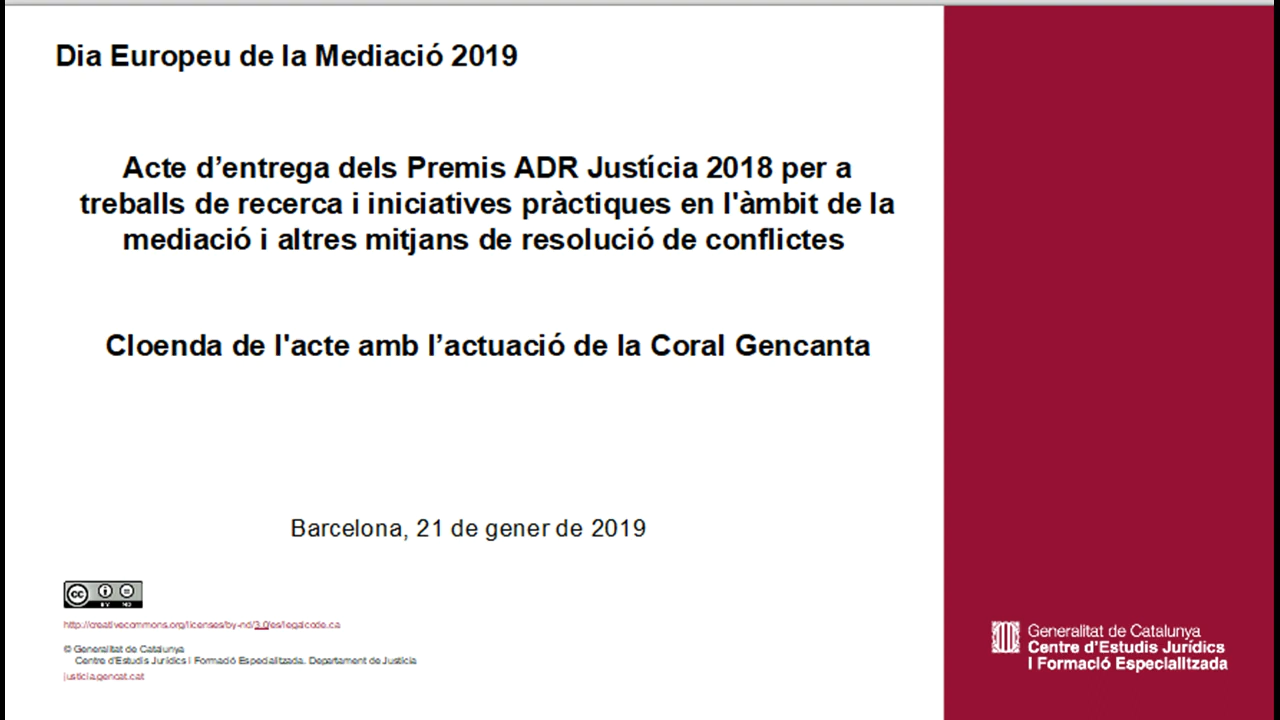 Dia Europeu de la Mediació 2019
Acte d’entrega dels Premis ADR Justícia 2018 per a
treballs de recerca i iniciatives pràctiques en l'àmbit de la
mediació i altres mitjans de resolució de conflictes
Cloenda de l'acte amb l’actuació de la Coral Gencanta
Barcelona, 21 de gener de 2019
cc
BY ND
http://creativecommons.org/licenses/by-nd/3.0/es/legalcode.ca
© Generalitat de Catalunya
Centre d'Estudis Jurídics i Formació Especialitzada. Departament de Justícia
justicia.gencat.cat
Generalitat de Catalunya
Centre d’Estudis Jurídics
i Formació Especialitzada